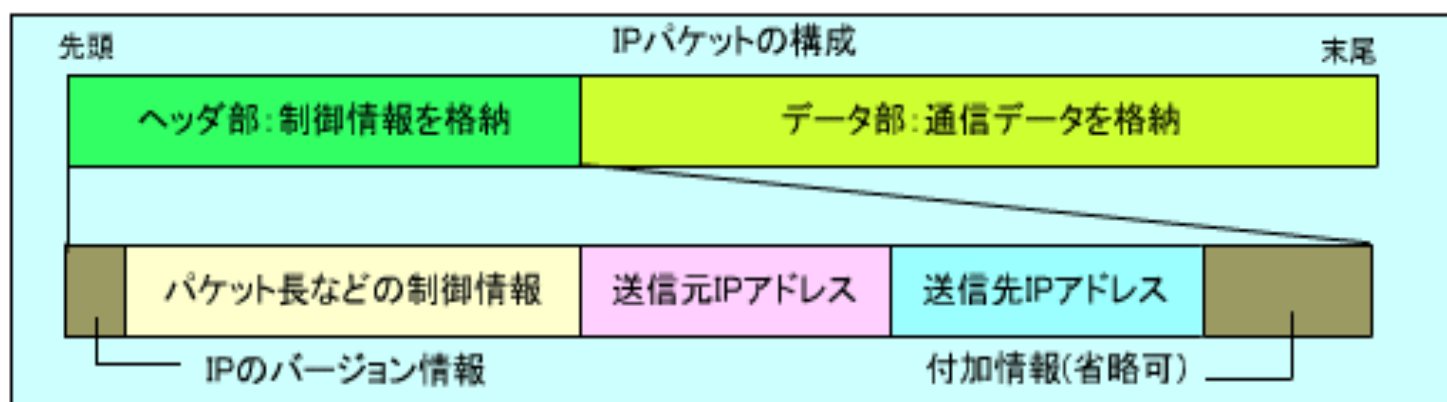 IPパケットの構成
先頭
末尾
ヘッダ部:制御情報を格納
データ部:通信データを格納
パケット長などの制御情報
送信元IPアドレス
送信先IPアドレス
IPのバージョン情報
付加情報(省略可)